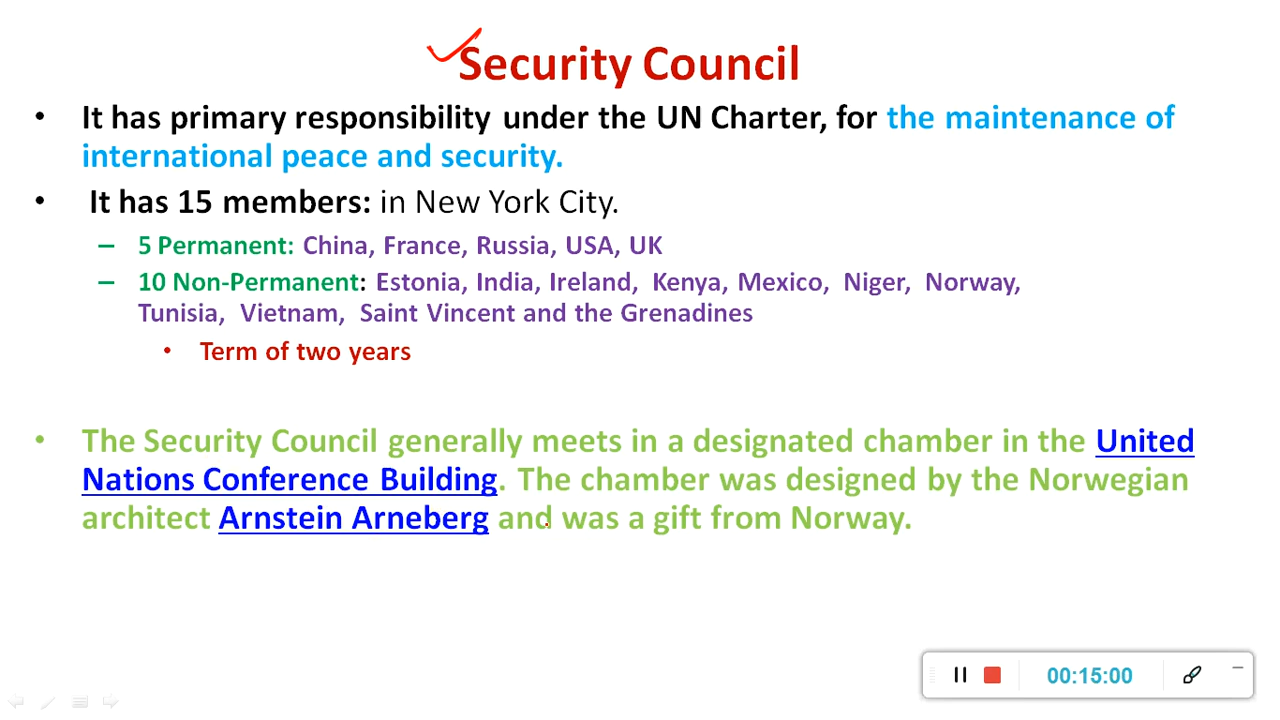 Security Council
• It has primary responsibility under the UN Charter, for the maintenance of
international peace and security.
• It has 15 members: in New York City.
– 5 Permanent: China, France, Russia, USA, UK
– 10 Non-Permanent: Estonia, India, Ireland, Kenya, Mexico, Niger, Norway,
Tunisia, Vietnam, Saint Vincent and the Grenadines
• Term of two years
• The Security Council generally meets in a designated chamber in the United
Nations Conference Building. The chamber was designed by the Norwegian
architect Arnstein Arneberg and was a gift from Norway.
00:15:00